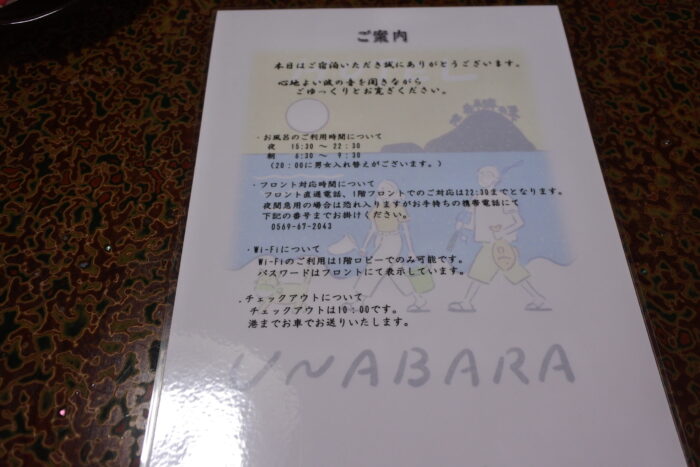 ご案内
本日はご宿泊いただき誠にありがとうございます。
心地よい波の音を聞きながら
ごゆっくりとお寛ぎください。
・お風呂のご利用時間について
夜 15:30 ～ 22:30
朝 6:30 ～ 9:30
(20:00に男女入れ替えがございます。)
・フロント対応時間について
フロント直通電話、1階フロントでのご対応は22:30までとなります。
夜間急用の場合は恐れ入りますがお手持ちの携帯電話にて
下記の番号までお掛けください。
0569-67-2043
・Wi-Fiについて
Wi-Fiのご利用は1階ロビーでのみ可能です。
パスワードはフロントにて表示しています。
・チェックアウトについて
チェックアウトは10:00です。
港までお車でお送りいたします。
UNABARA